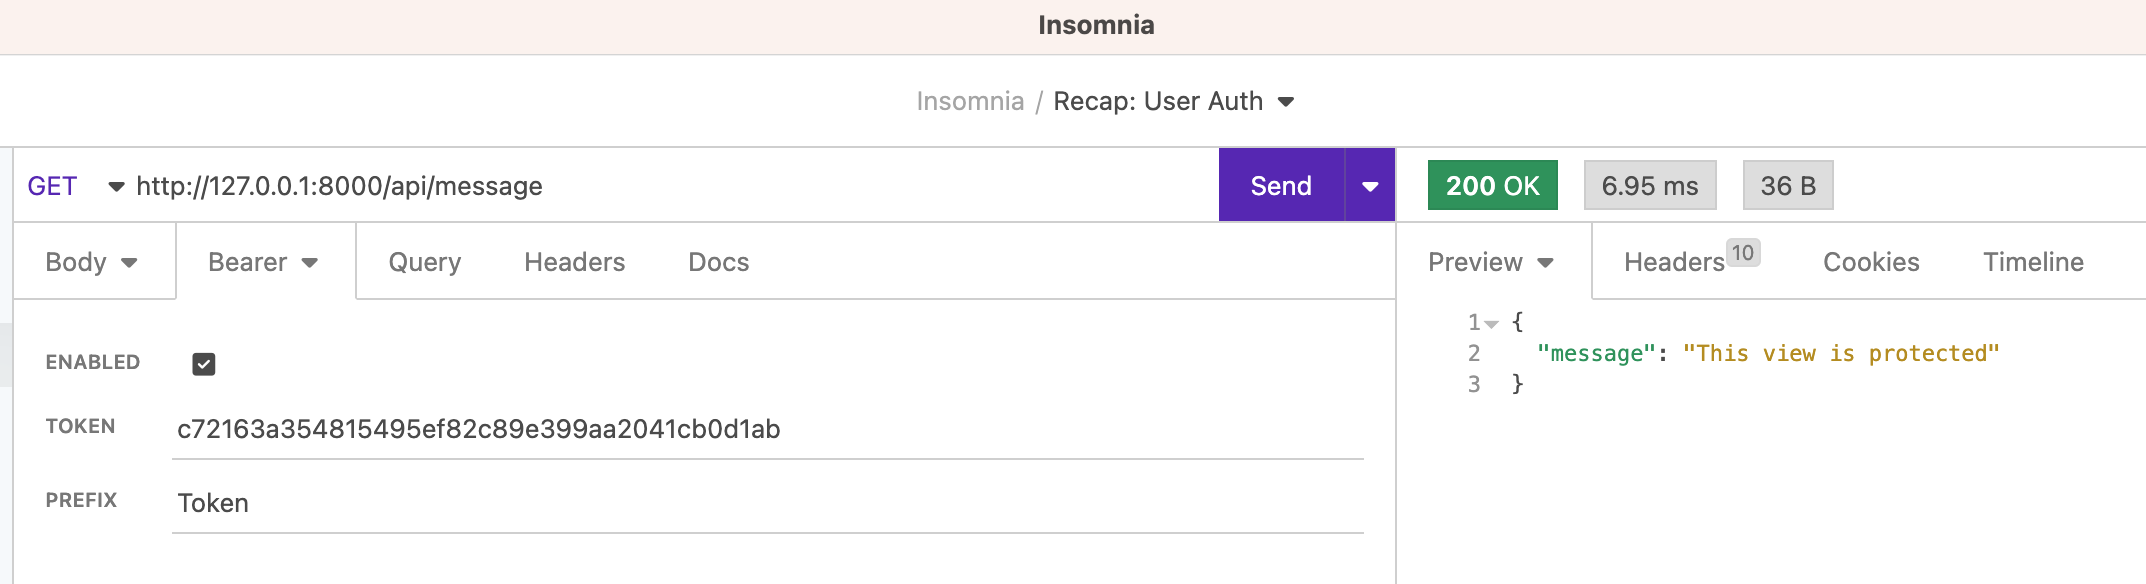 Insomnia
Insomnia / Recap: User Auth
GET http://127.0.0.1:8000/api/message Send
200 OK 6.95 ms 36 B
Body Bearer Query Headers Docs
Preview Headers 10 Cookies Timeline
ENABLED
TOKEN c72163a354815495ef82c89e399aa2041cb0d1ab
PREFIX Token
1 {
2 "message": "This view is protected"
3 }